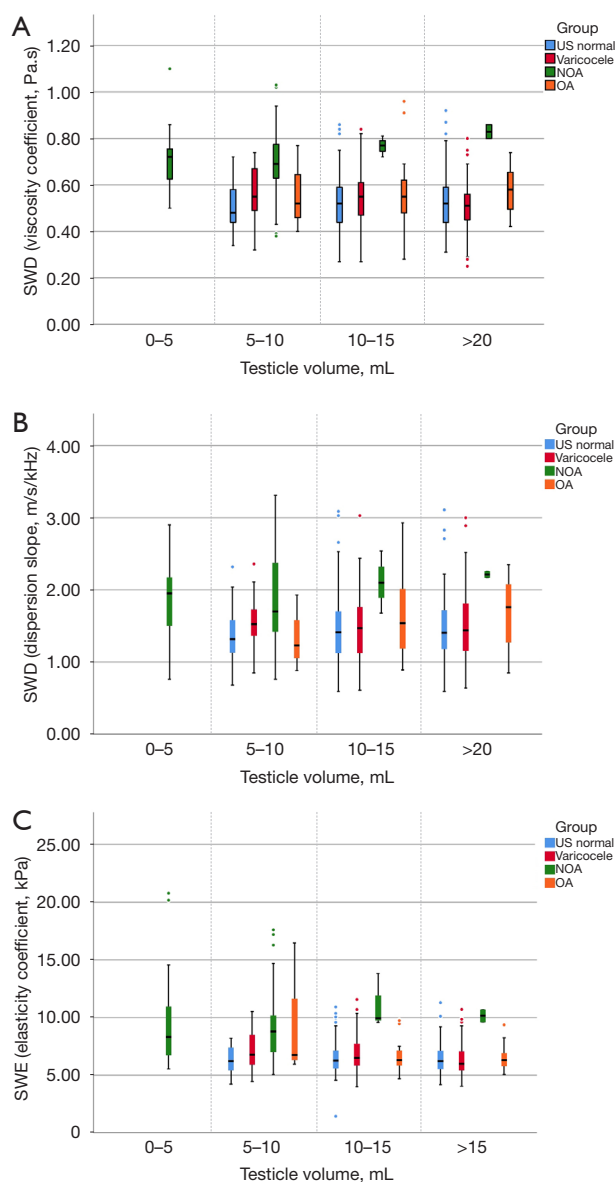 A
Group
US normal
Varicocele
NOA
OA
SWD (viscosity coefficient, Pa.s)
1.20
1.00
0.80
0.60
0.40
0.20
0.00
0–5
5–10
10–15
>20
Testicle volume, mL
B
Group
US normal
Varicocele
NOA
OA
SWD (dispersion slope, m/s/kHz)
4.00
3.00
2.00
1.00
0.00
0–5
5–10
10–15
>20
Testicle volume, mL
C
Group
US normal
Varicocele
NOA
OA
SWE (elasticity coefficient, kPa)
25.00
20.00
15.00
10.00
5.00
0
0–5
5–10
10–15
>15
Testicle volume, mL